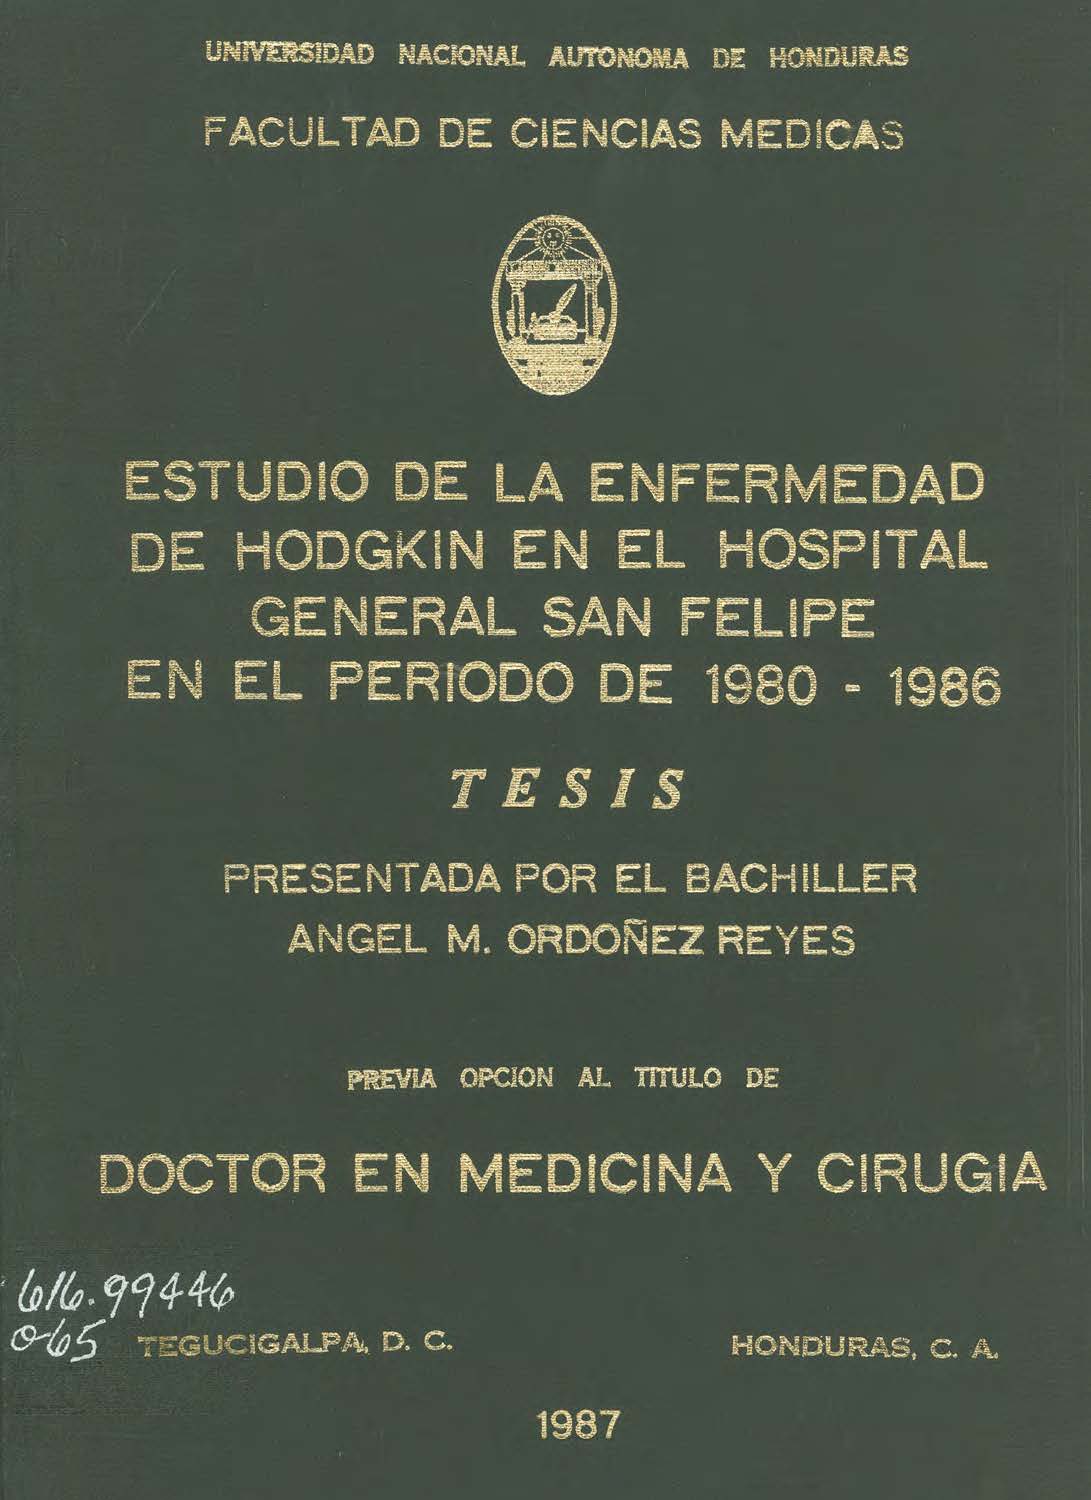 UNIVERSIDAD NACIONAL AUTONOMA DE HONDURAS
FACULTAD DE CIENCIAS MEDICAS
ESTUDIO DE LA ENFERMEDAD
DE HODGKIN EN EL HOSPITAL
GENERAL SAN FELIPE
EN EL PERIODO DE 1980 - 1986
TESIS
PRESENTADA POR EL BACHILLER
ANGEL M. ORDOÑEZ REYES
PREVIA OPCION AL TITULO DE
DOCTOR EN MEDICINA Y CIRUGIA
616.99446
O-65
TEGUCIGALPA, D. C. HONDURAS, C. A.
1987